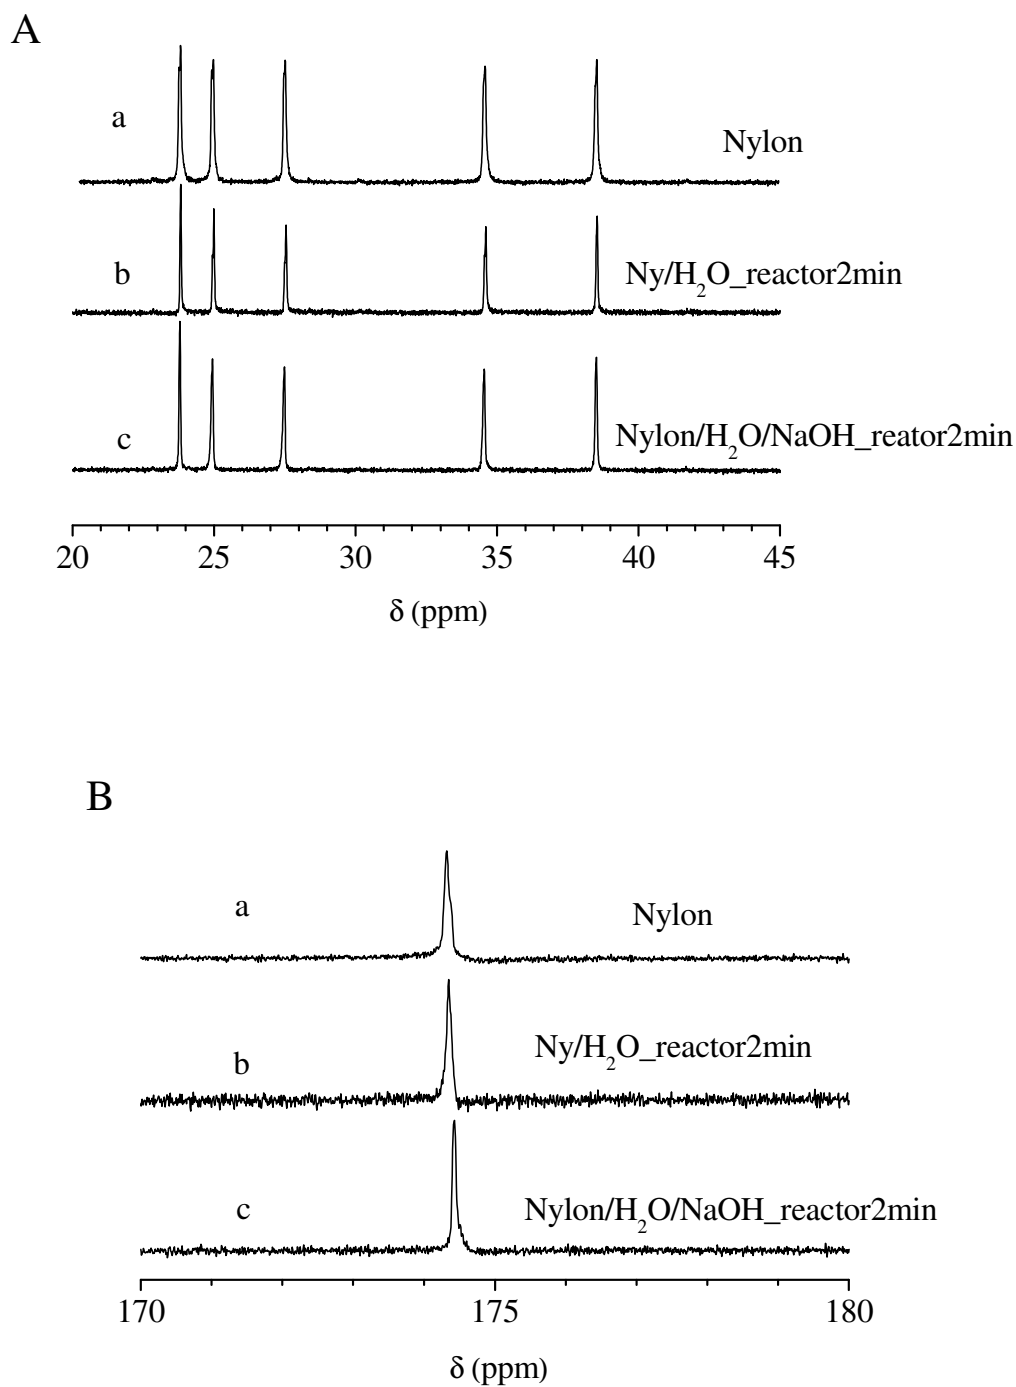 A
a
Nylon
b
Ny/H₂O_reactor2min
c
Nylon/H₂O/NaOH_reator2min
20 25 30 35 40 45
δ (ppm)
B
a
Nylon
b
Ny/H₂O_reactor2min
c
Nylon/H₂O/NaOH_reactor2min
170 175 180
δ (ppm)